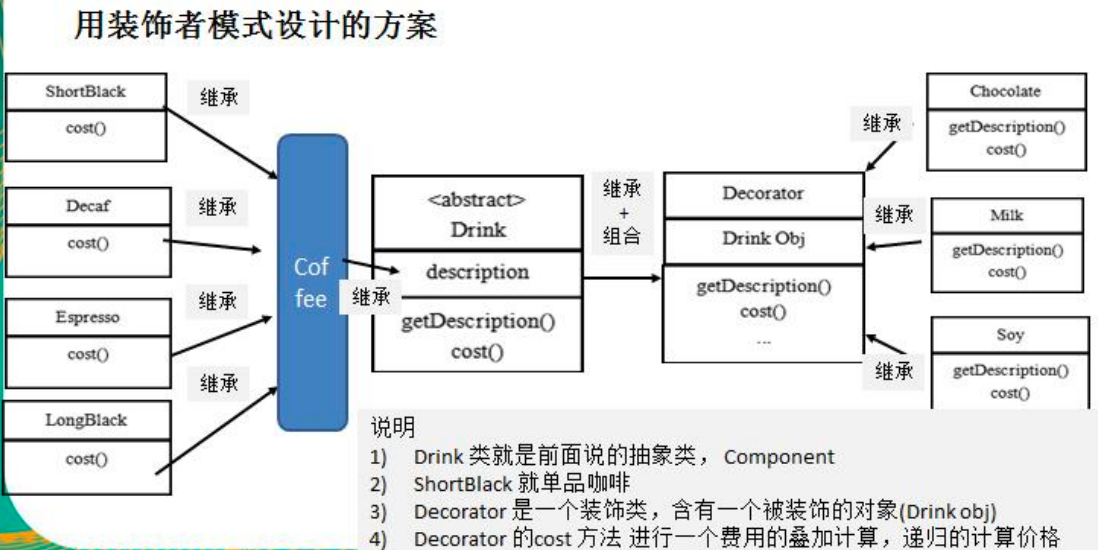 用装饰者模式设计的方案
ShortBlack
cost()
继承
Decaf
cost()
继承
Espresso
cost()
继承
LongBlack
cost()
继承
Cof
fee
继承
<abstract>
Drink
description
getDescription()
cost()
继承
+
组合
Decorator
Drink Obj
getDescription()
cost()
...
继承
Chocolate
getDescription()
cost()
继承
Milk
getDescription()
cost()
继承
Soy
getDescription()
cost()
说明
1) Drink 类就是前面说的抽象类， Component
2) ShortBlack 就单品咖啡
3) Decorator 是一个装饰类，含有一个被装饰的对象(Drink obj)
4) Decorator 的cost 方法 进行一个费用的叠加计算，递归的计算价格